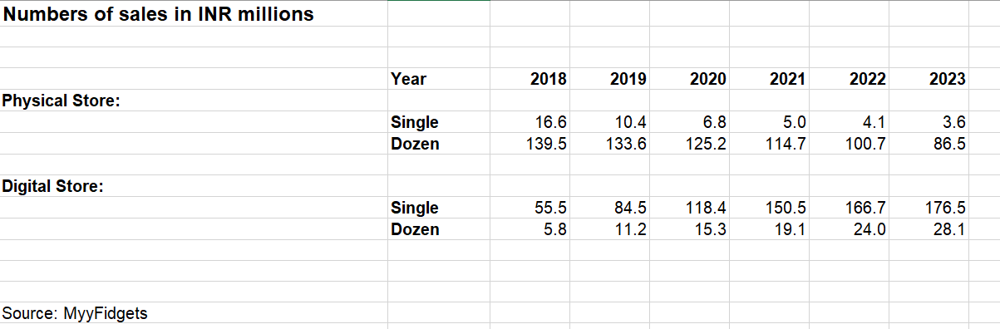 Numbers of sales in INR millions
Year 2018 2019 2020 2021 2022 2023
Physical Store:
Single 16.6 10.4 6.8 5.0 4.1 3.6
Dozen 139.5 133.6 125.2 114.7 100.7 86.5
Digital Store:
Single 55.5 84.5 118.4 150.5 166.7 176.5
Dozen 5.8 11.2 15.3 19.1 24.0 28.1
Source: MyyFidgets